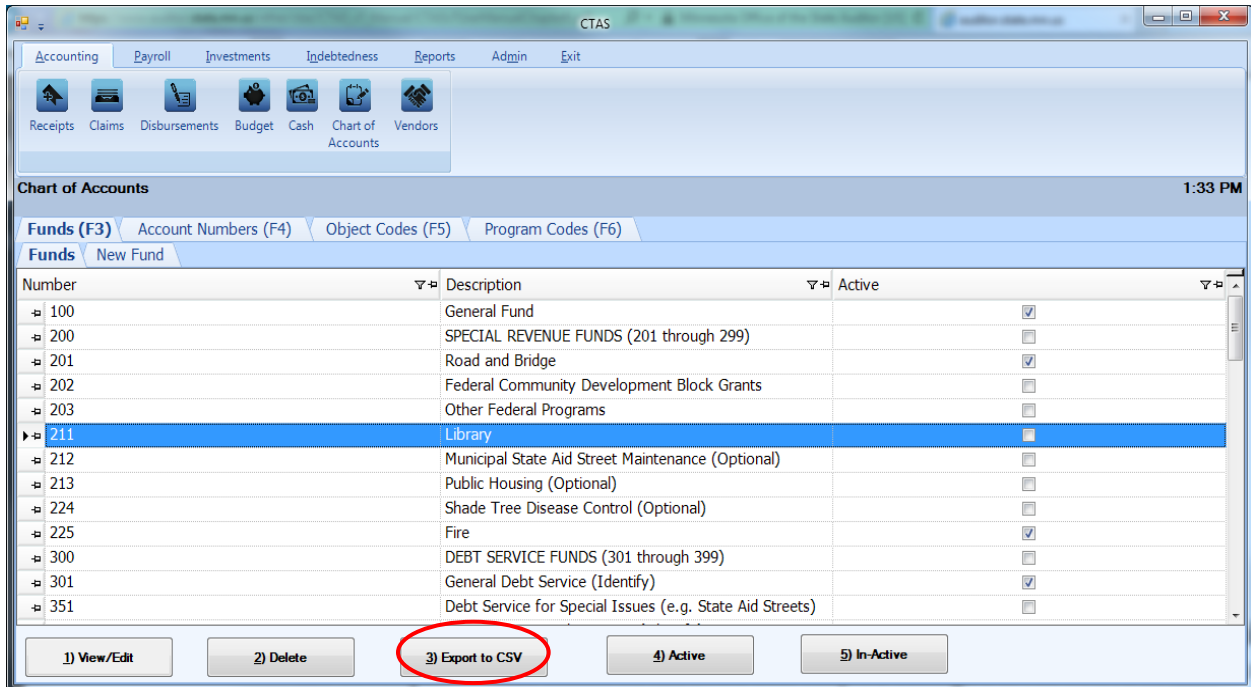 CTAS
Accounting Payroll Investments Indebtedness Reports Admin Exit
Receipts Claims Disbursements Budget Cash Chart of Accounts Vendors
Chart of Accounts 1:33 PM
Funds (F3) Account Numbers (F4) Object Codes (F5) Program Codes (F6)
Funds New Fund
Number Description Active
100 General Fund
200 SPECIAL REVENUE FUNDS (201 through 299)
201 Road and Bridge
202 Federal Community Development Block Grants
203 Other Federal Programs
211 Library
212 Municipal State Aid Street Maintenance (Optional)
213 Public Housing (Optional)
224 Shade Tree Disease Control (Optional)
225 Fire
300 DEBT SERVICE FUNDS (301 through 399)
301 General Debt Service (Identify)
351 Debt Service for Special Issues (e.g. State Aid Streets)
1) View/Edit 2) Delete 3) Export to CSV 4) Active 5) In-Active